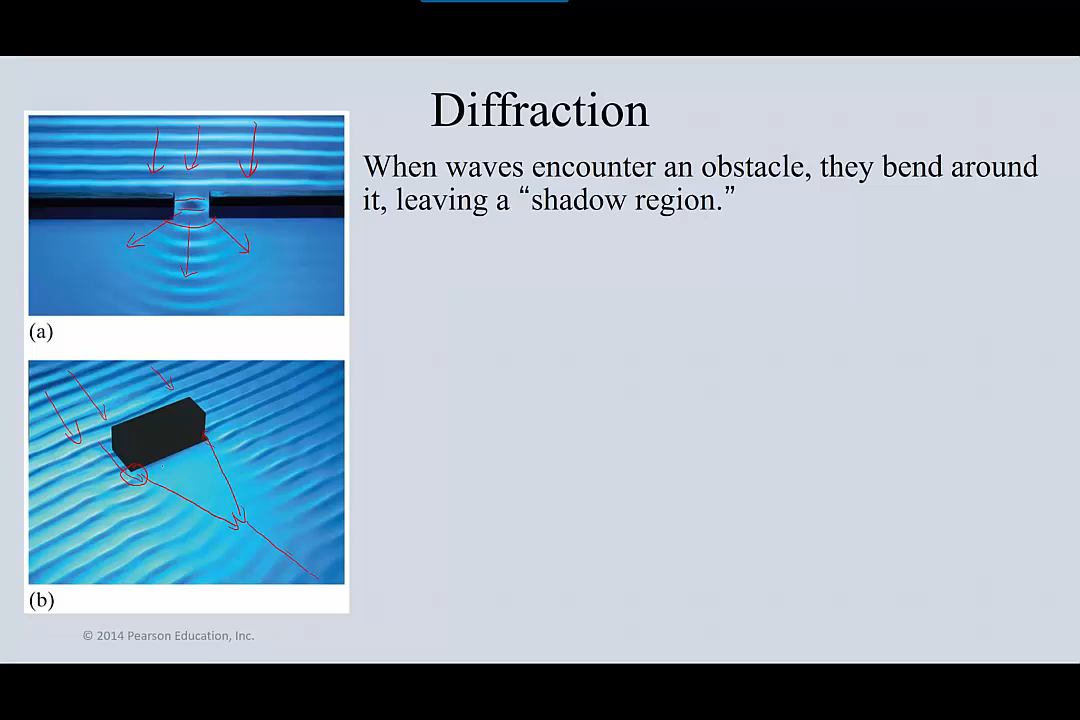 Diffraction
When waves encounter an obstacle, they bend around
it, leaving a “shadow region.”
(a)
(b)
© 2014 Pearson Education, Inc.